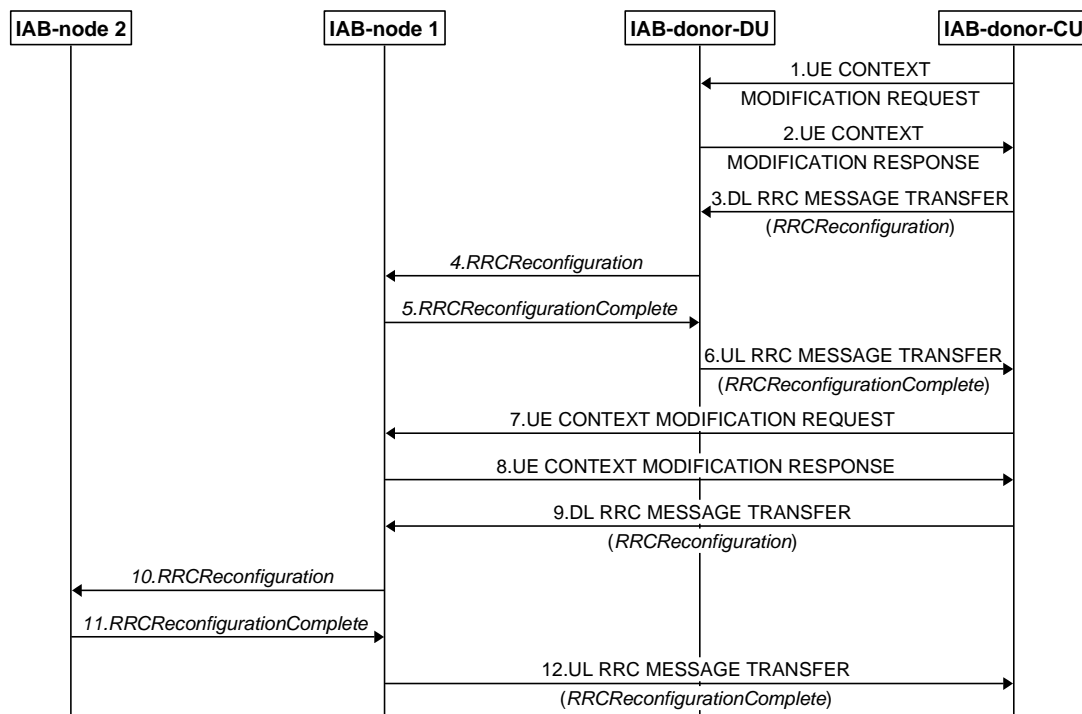 IAB-node 2
IAB-node 1
IAB-donor-DU
IAB-donor-CU
1.UE CONTEXT
MODIFICATION REQUEST
2.UE CONTEXT
MODIFICATION RESPONSE
3.DL RRC MESSAGE TRANSFER
(RRCReconfiguration)
4.RRCReconfiguration
5.RRCReconfigurationComplete
6.UL RRC MESSAGE TRANSFER
(RRCReconfigurationComplete)
7.UE CONTEXT MODIFICATION REQUEST
8.UE CONTEXT MODIFICATION RESPONSE
9.DL RRC MESSAGE TRANSFER
(RRCReconfiguration)
10.RRCReconfiguration
11.RRCReconfigurationComplete
12.UL RRC MESSAGE TRANSFER
(RRCReconfigurationComplete)